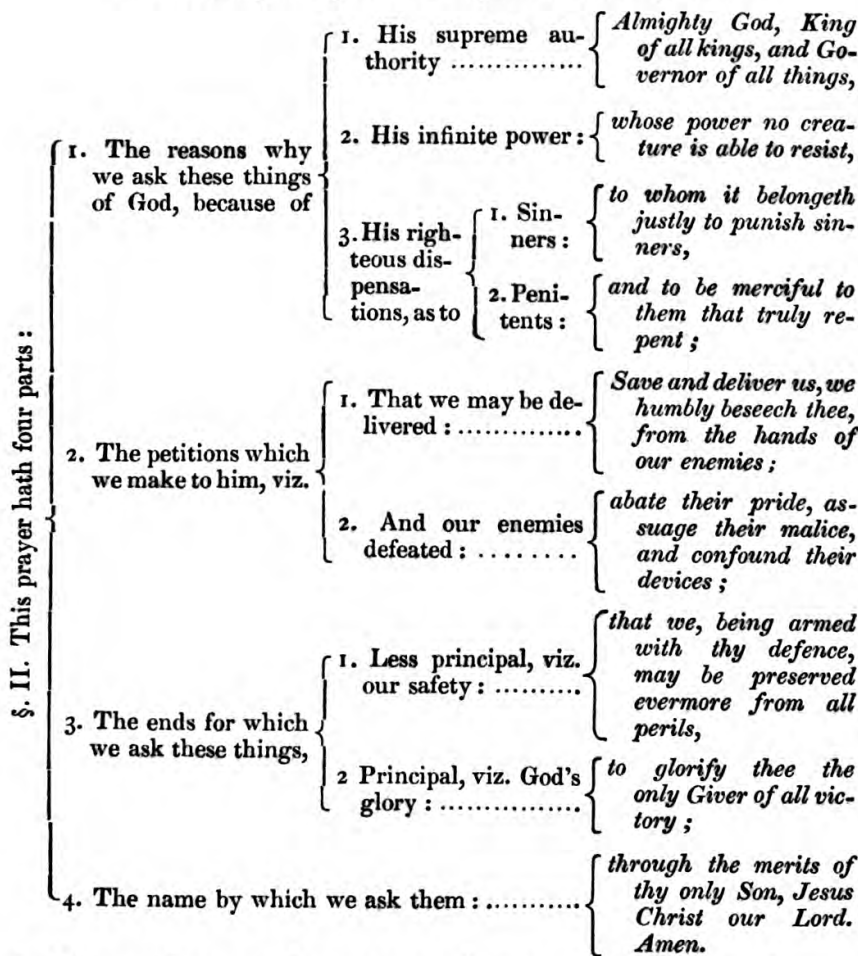 §. II. This prayer hath four parts :
1. The reasons why
we ask these things
of God, because of
1. His supreme au-
thority ...............
Almighty God, King
of all kings, and Go-
vernor of all things,
2. His infinite power :
whose power no crea-
ture is able to resist,
3. His righ-
teous dis-
pensa-
tions, as to
1. Sin-
ners :
to whom it belongeth
justly to punish sin-
ners,
2. Peni-
tents :
and to be merciful to
them that truly re-
pent ;
2. The petitions which
we make to him, viz.
1. That we may be de-
livered : .............
Save and deliver us, we
humbly beseech thee,
from the hands of
our enemies ;
2. And our enemies
defeated : ........
abate their pride, as-
suage their malice,
and confound their
devices ;
3. The ends for which
we ask these things,
1. Less principal, viz.
our safety : ..........
that we, being armed
with thy defence,
may be preserved
evermore from all
perils,
2 Principal, viz. God's
glory : ...............
to glorify thee the
only Giver of all vic-
tory ;
4. The name by which we ask them : ...........
through the merits of
thy only Son, Jesus
Christ our Lord.
Amen.